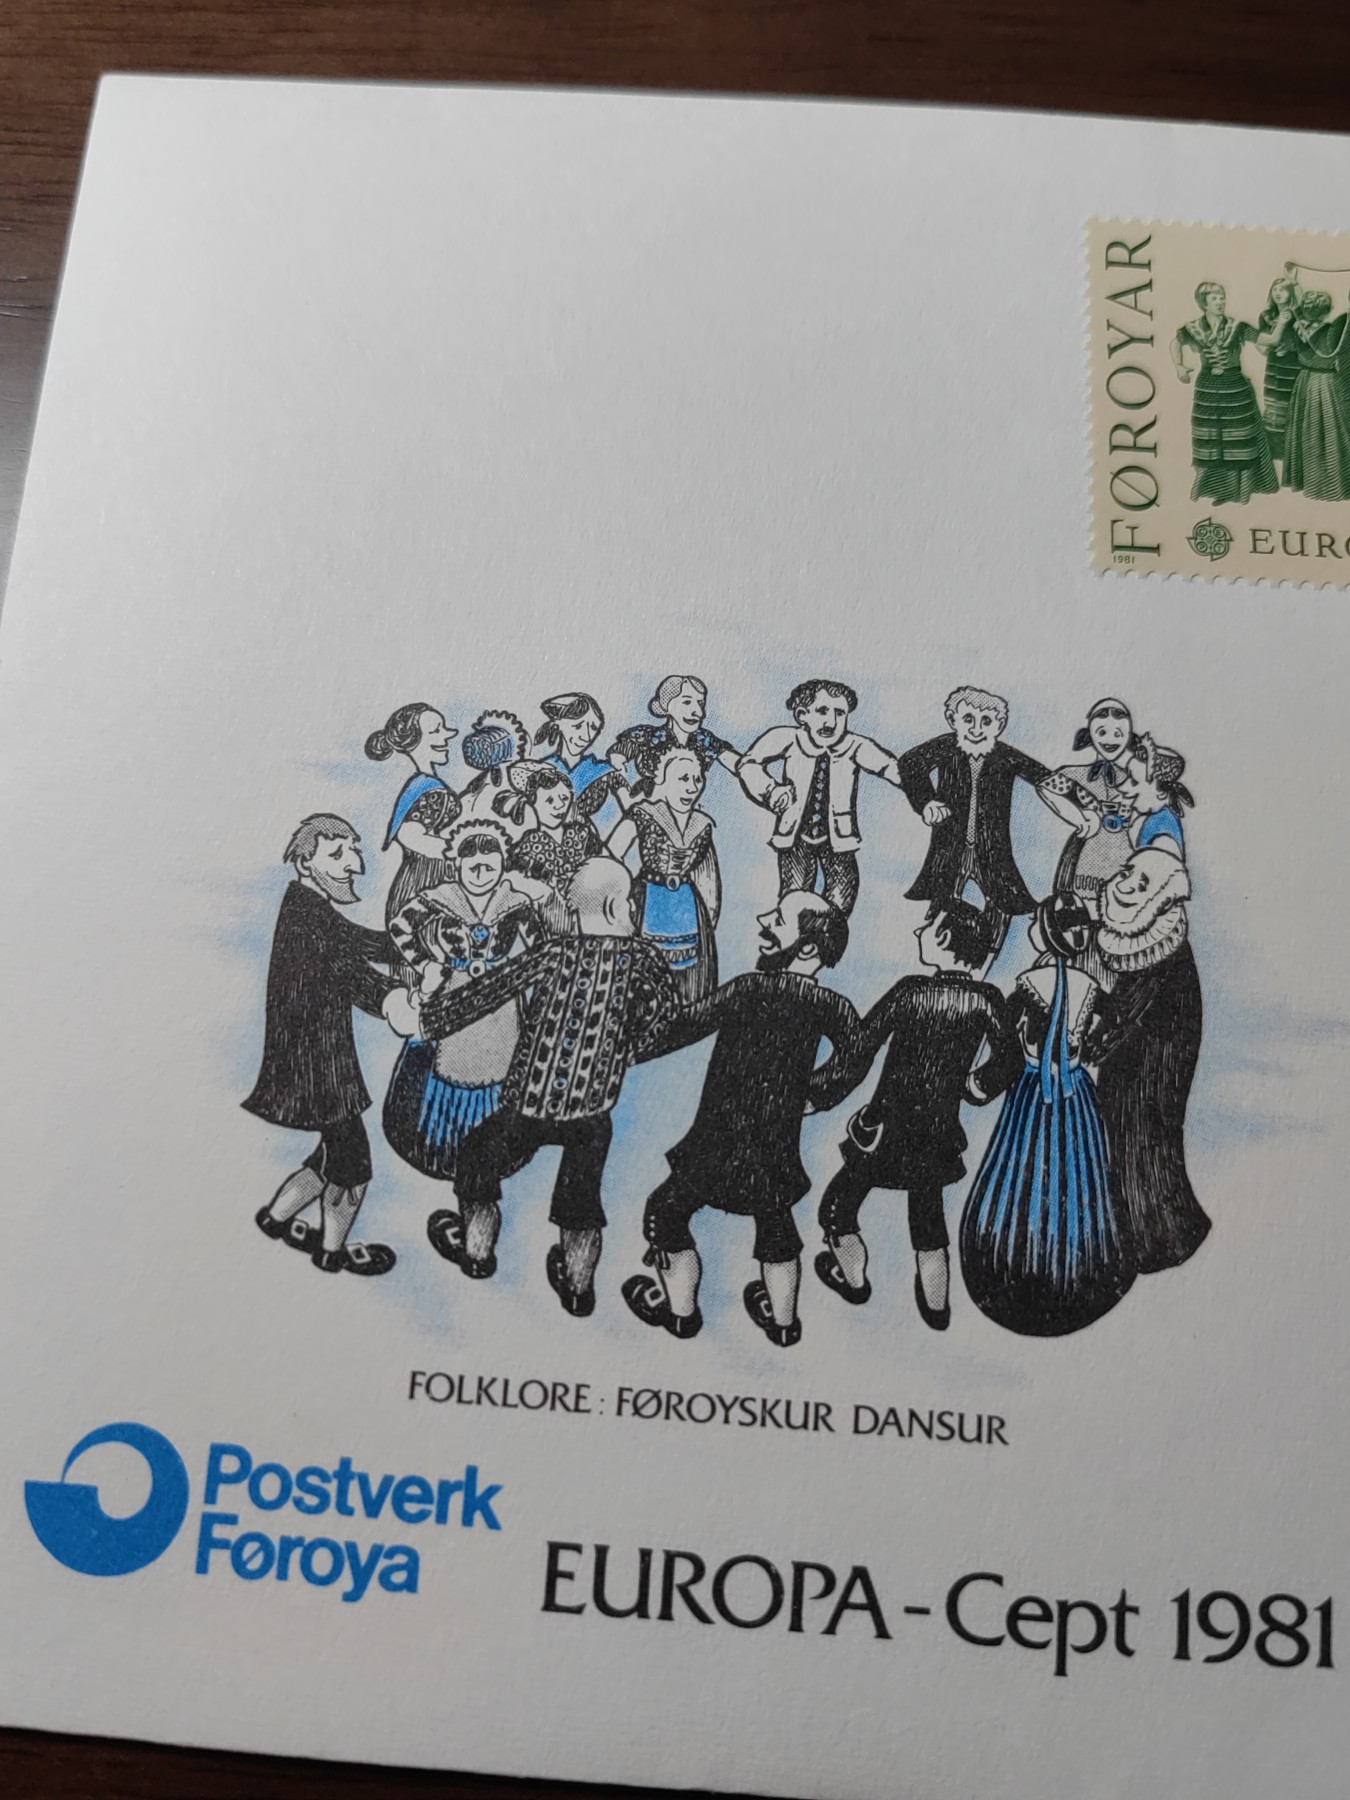 FØROYAR
1981
EURO
FOLKLORE: FØROYSKUR DANSUR
Postverk
Føroya
EUROPA - Cept 1981